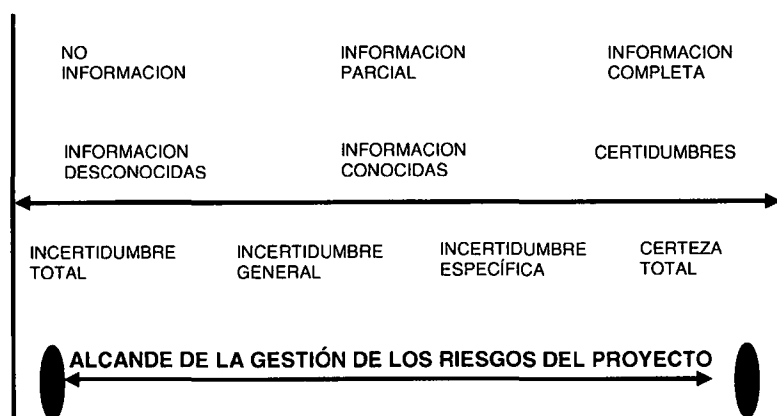 NO
INFORMACION
INFORMACION
PARCIAL
INFORMACION
COMPLETA
INFORMACION
DESCONOCIDAS
INFORMACION
CONOCIDAS
CERTIDUMBRES
INCERTIDUMBRE
TOTAL
INCERTIDUMBRE
GENERAL
INCERTIDUMBRE
ESPECÍFICA
CERTEZA
TOTAL
ALCANDE DE LA GESTIÓN DE LOS RIESGOS DEL PROYECTO